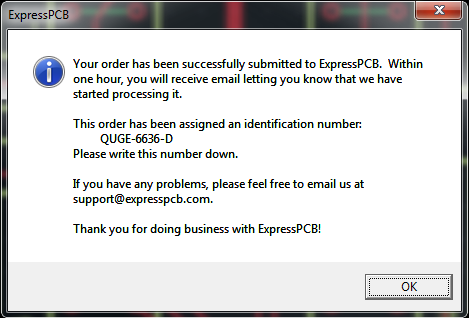 ExpressPCB
Your order has been successfully submitted to ExpressPCB.  Within
one hour, you will receive email letting you know that we have
started processing it.
This order has been assigned an identification number:
QUGE-6636-D
Please write this number down.
If you have any problems, please feel free to email us at
support@expresspcb.com.
Thank you for doing business with ExpressPCB!
OK